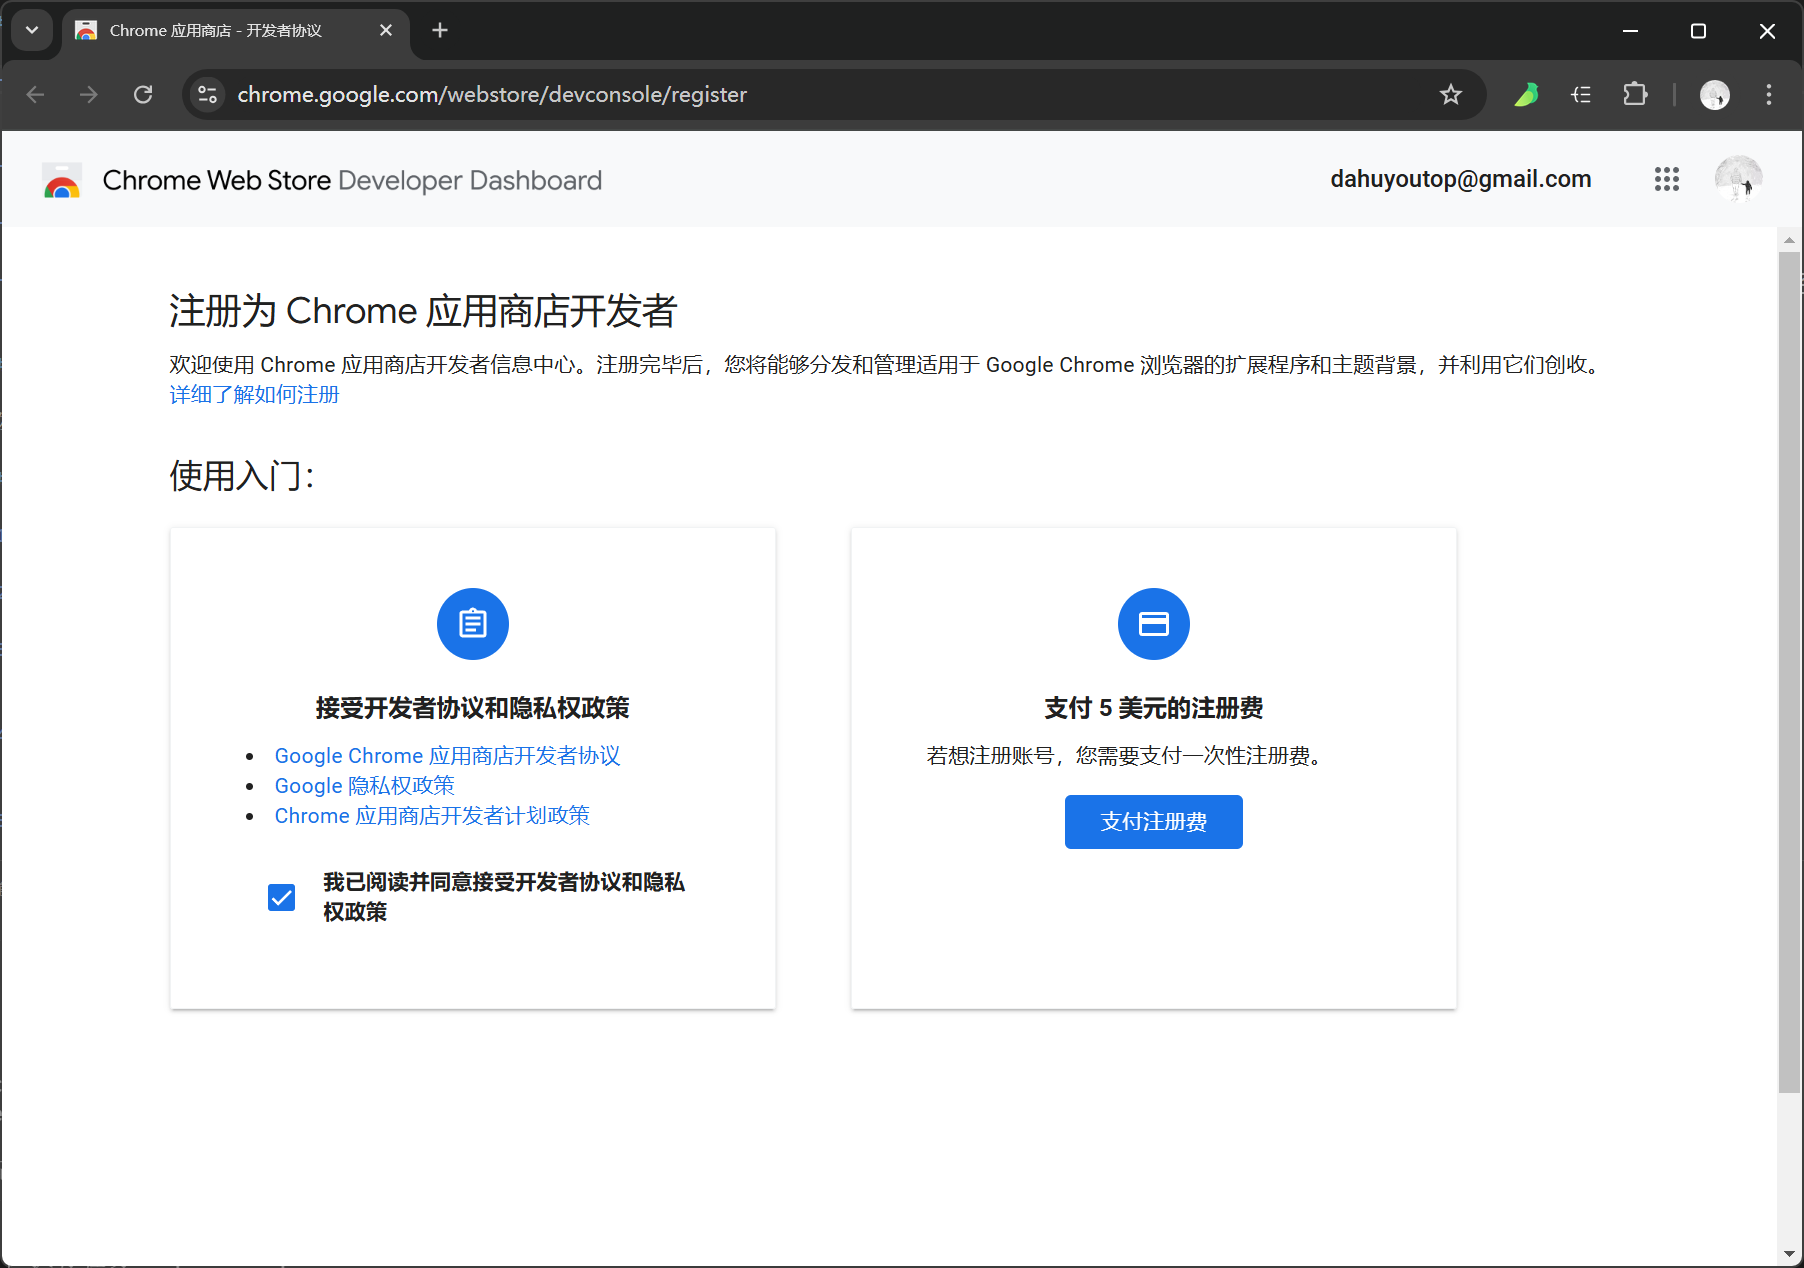 Chrome 应用商店 - 开发者协议
chrome.google.com/webstore/devconsole/register
Chrome Web Store Developer Dashboard
dahuyoutop@gmail.com
注册为 Chrome 应用商店开发者
欢迎使用 Chrome 应用商店开发者信息中心。注册完毕后，您将能够分发和管理适用于 Google Chrome 浏览器的扩展程序和主题背景，并利用它们创收。
详细了解如何注册
使用入门：
接受开发者协议和隐私权政策
Google Chrome 应用商店开发者协议
Google 隐私权政策
Chrome 应用商店开发者计划政策
我已阅读并同意接受开发者协议和隐私
权政策
支付 5 美元的注册费
若想注册账号，您需要支付一次性注册费。
支付注册费